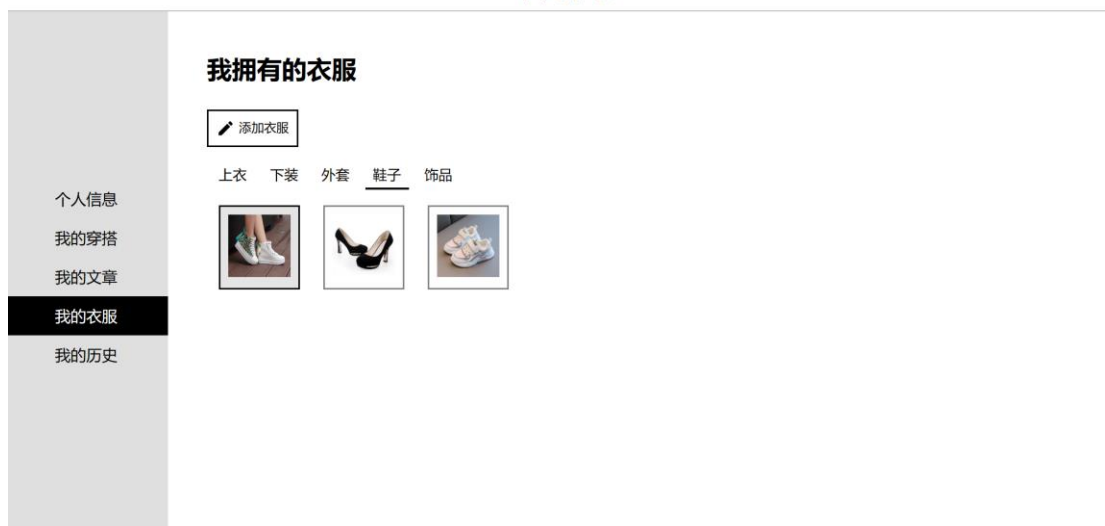 我拥有的衣服
添加衣服
上衣 下装 外套 鞋子 饰品
个人信息
我的穿搭
我的文章
我的衣服
我的历史